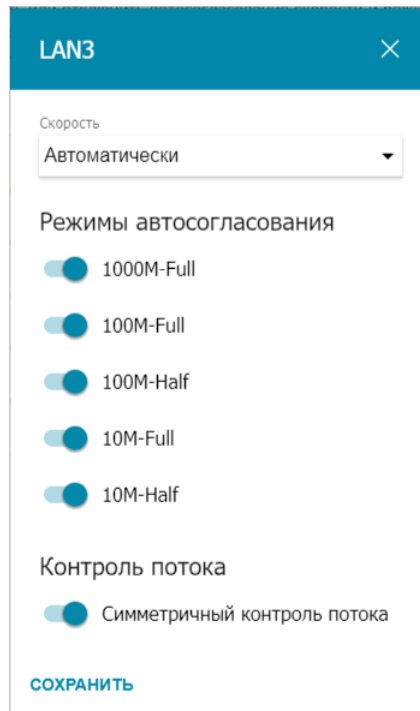 LAN3
Скорость
Автоматически
Режимы автосогласования
1000M-Full
100M-Full
100M-Half
10M-Full
10M-Half
Контроль потока
Симметричный контроль потока
СОХРАНИТЬ